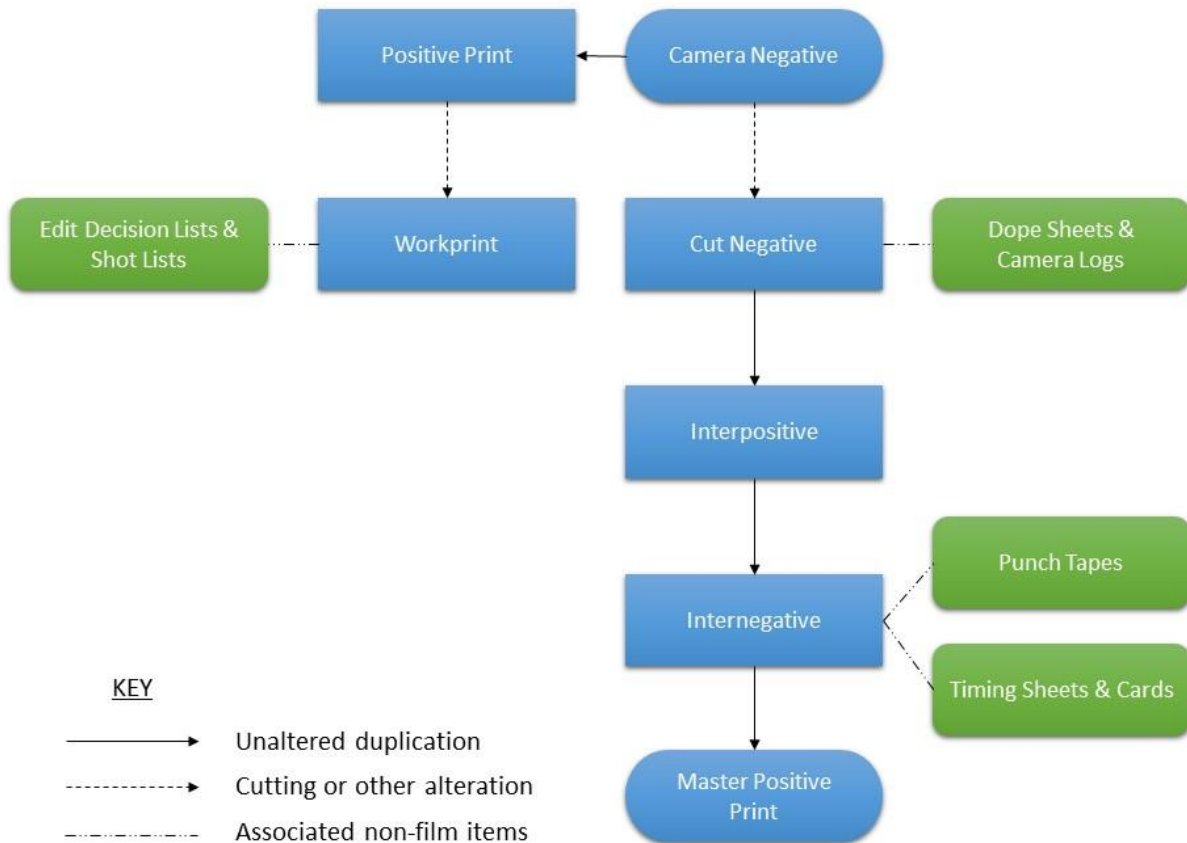 Positive Print
Camera Negative
Edit Decision Lists &
Shot Lists
Workprint
Cut Negative
Dope Sheets &
Camera Logs
Interpositive
Internegative
Punch Tapes
Timing Sheets & Cards
Master Positive
Print
KEY
Unaltered duplication
Cutting or other alteration
Associated non-film items